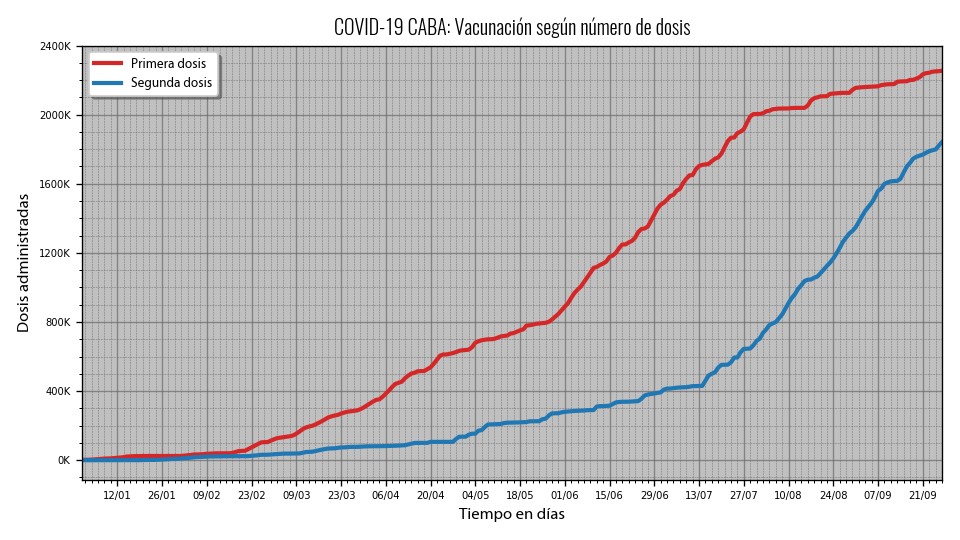 COVID-19 CABA: Vacunación según número de dosis
Primera dosis
Segunda dosis
Dosis administradas
2400K
2000K
1600K
1200K
800K
400K
0K
12/01 26/01 09/02 23/02 09/03 23/03 06/04 20/04 04/05 18/05 01/06 15/06 29/06 13/07 27/07 10/08 24/08 07/09 21/09
Tiempo en días